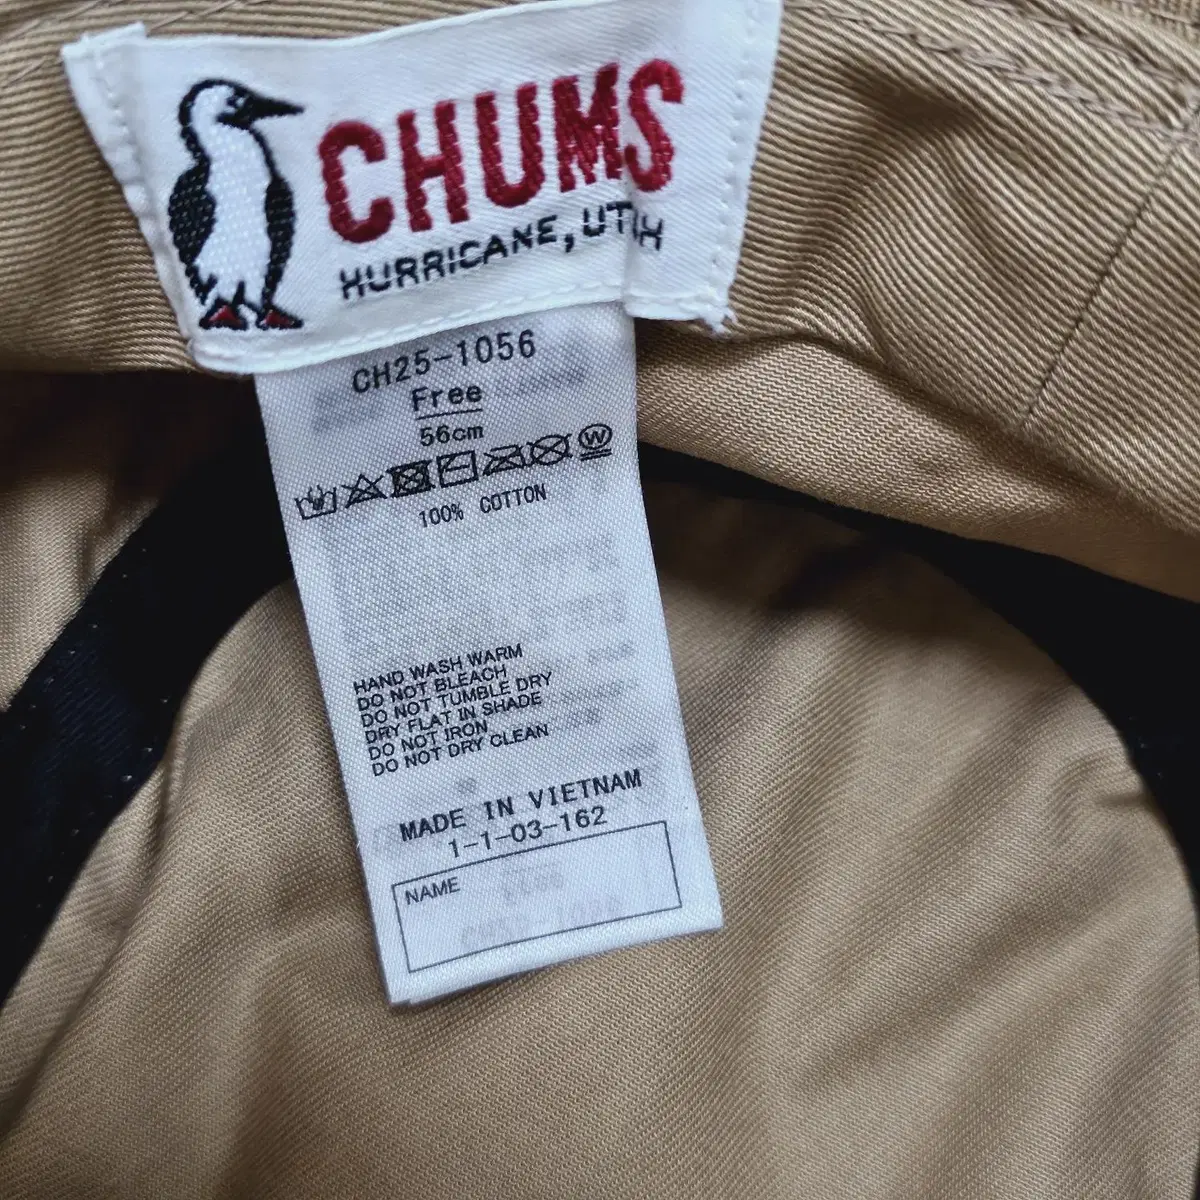 CHUMS
HURRICANE, UTAH
CH25-1056
Free
56cm
W
100% COTTON
HAND WASH WARM
DO NOT BLEACH
DO NOT TUMBLE DRY
DRY FLAT IN SHADE
DO NOT IRON
DO NOT DRY CLEAN
MADE IN VIETNAM
1-1-03-162
NAME